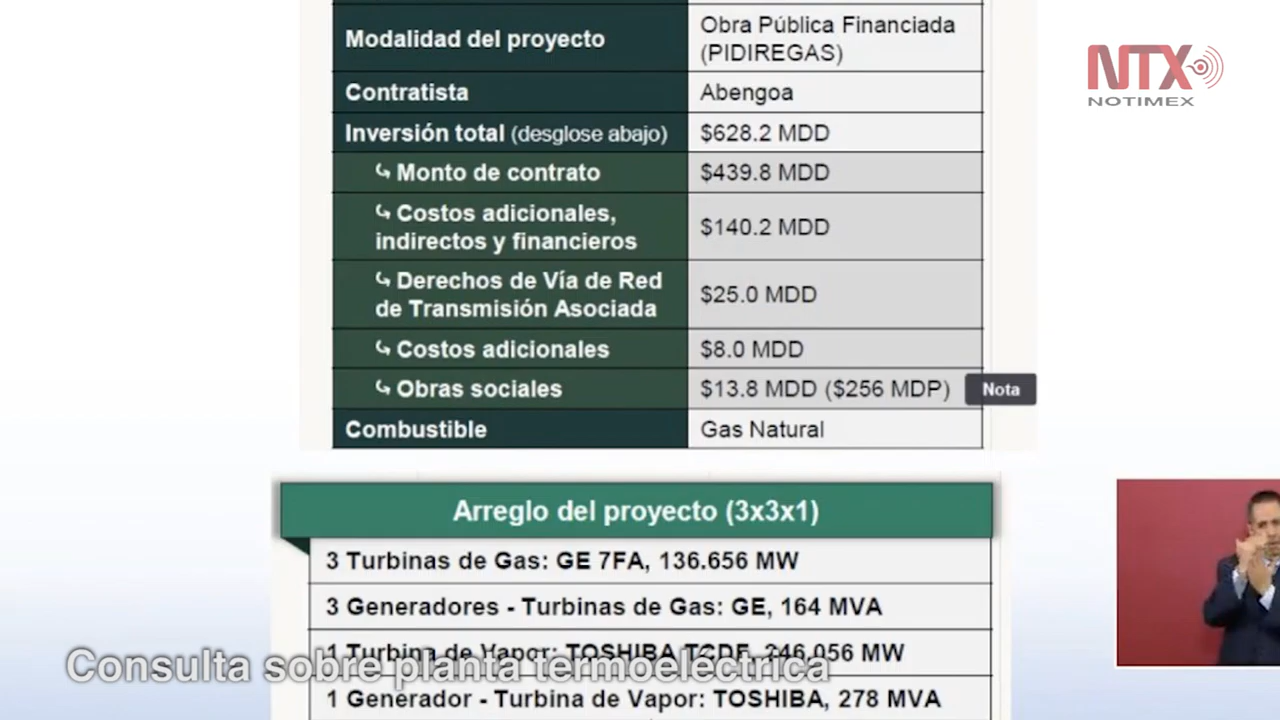 Modalidad del proyecto
Obra Pública Financiada
(PIDIREGAS)
Contratista
Abengoa
Inversión total (desglose abajo)
$628.2 MDD
Monto de contrato
$439.8 MDD
Costos adicionales,
indirectos y financieros
$140.2 MDD
Derechos de Vía de Red
de Transmisión Asociada
$25.0 MDD
Costos adicionales
$8.0 MDD
Obras sociales
$13.8 MDD ($256 MDP)
Nota
Combustible
Gas Natural
NTX
NOTIMEX
Arreglo del proyecto (3x3x1)
3 Turbinas de Gas: GE 7FA, 136.656 MW
3 Generadores - Turbinas de Gas: GE, 164 MVA
1 Turbina de Vapor: TOSHIBA TCDF, 246.056 MW
Consulta sobre planta termoeléctrica
1 Generador - Turbina de Vapor: TOSHIBA, 278 MVA